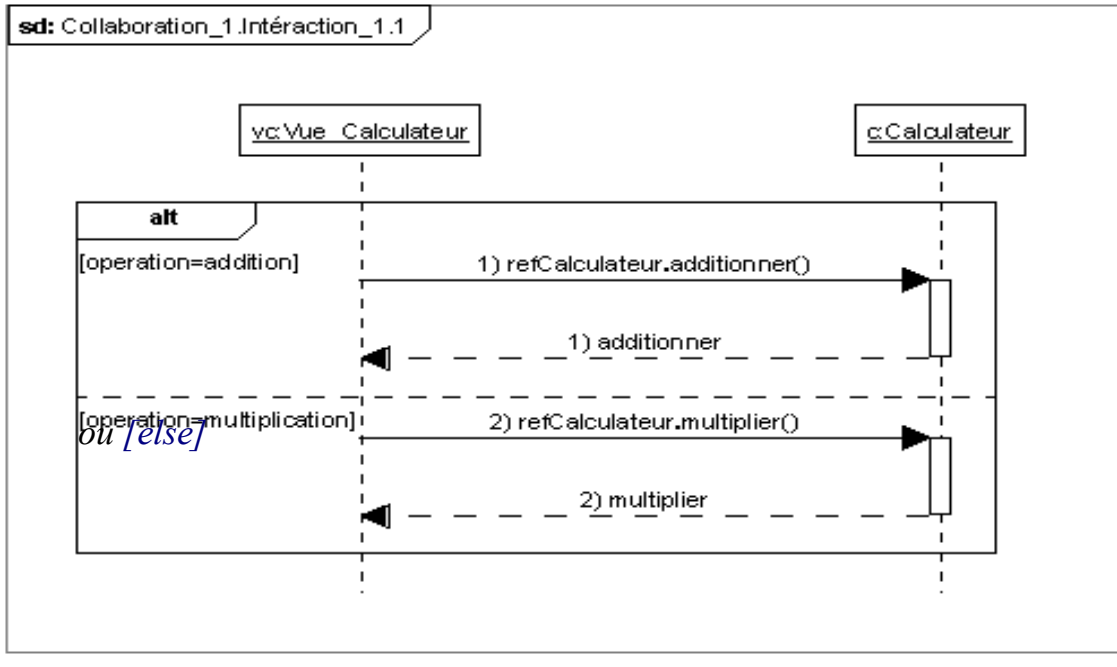 sd: Collaboration_1.Intéraction_1.1
vc:Vue_Calculateur
c:Calculateur
alt
[operation=addition]
1) refCalculateur.additionner()
1) additionner
[operation=multiplication]
2) refCalculateur.multiplier()
ou [else]
2) multiplier